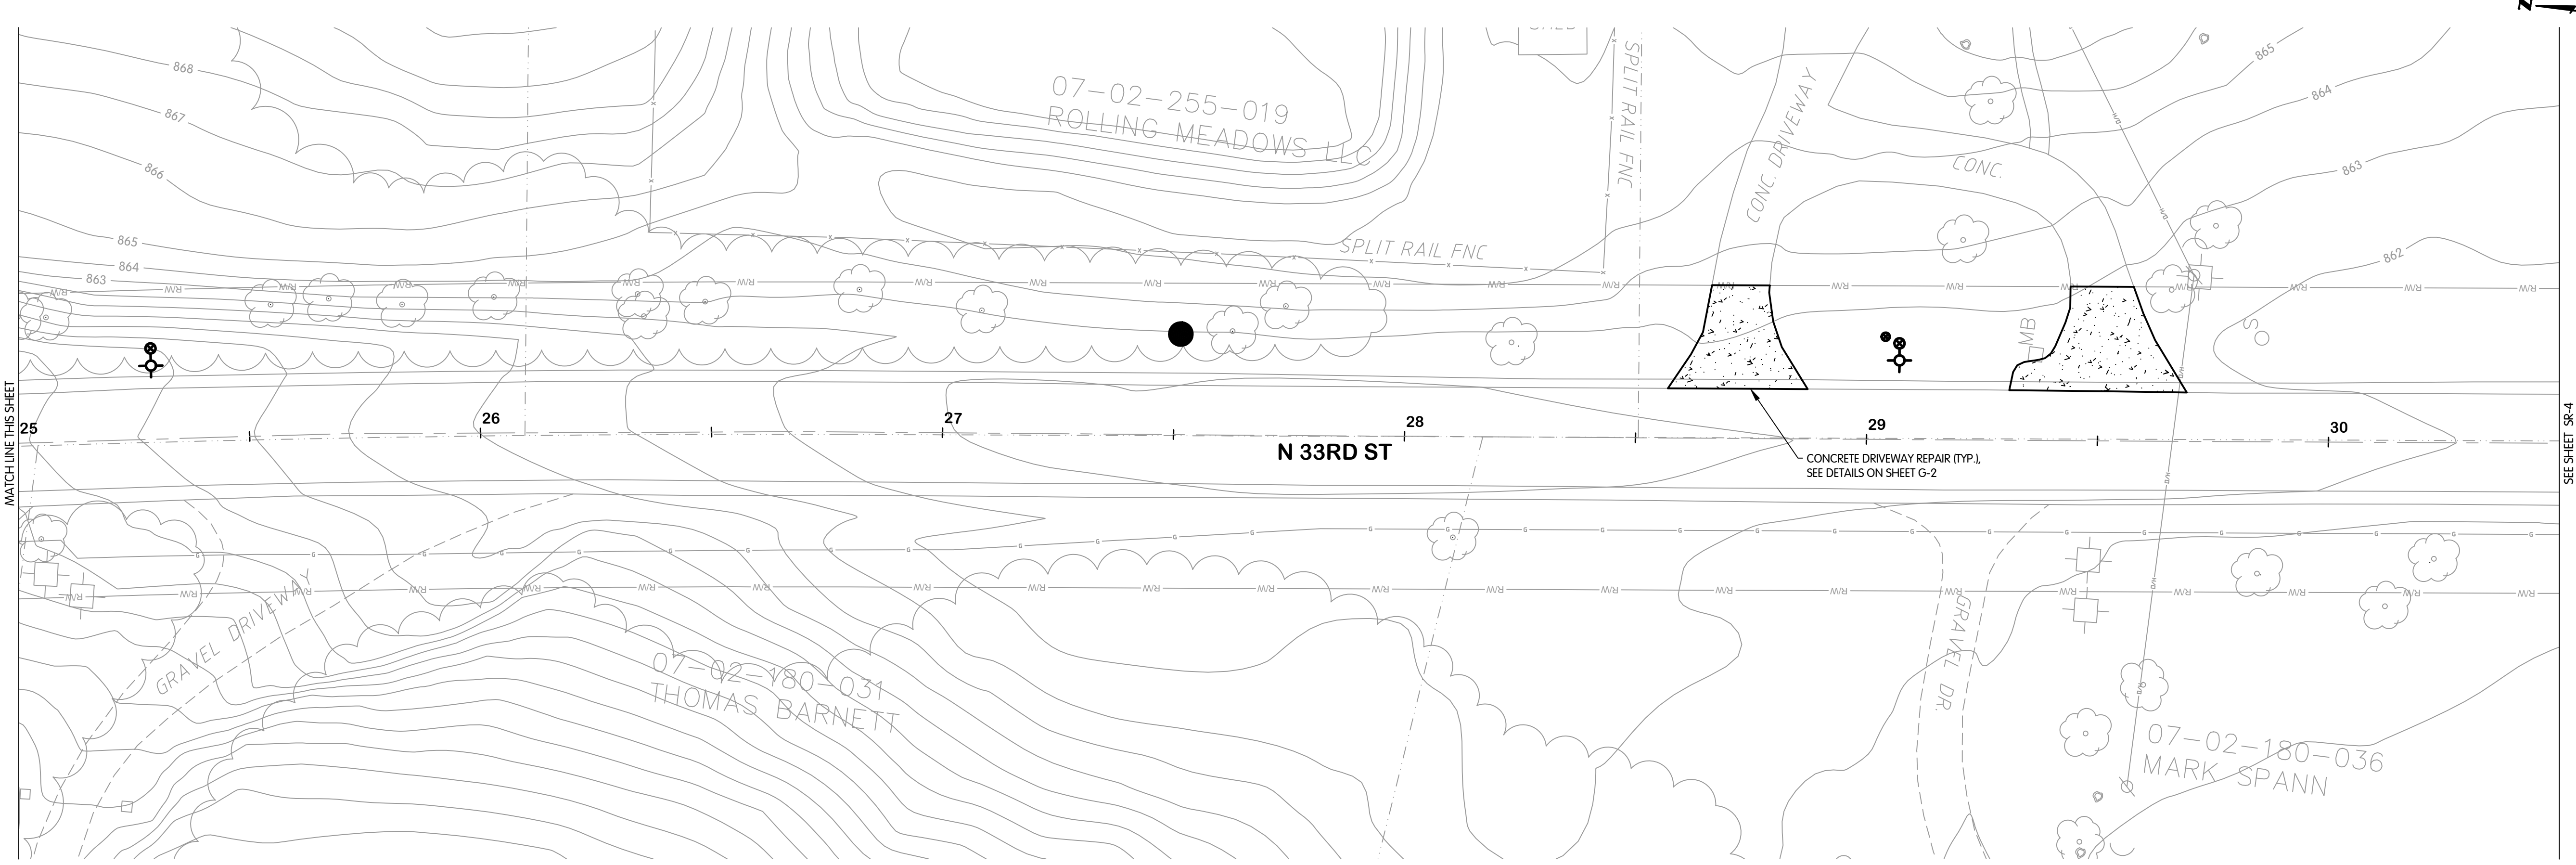 N
SPLIT RAIL FNC
CONC. DRIVEWAY
CONC.
07-02-255-019
ROLLING MEADOWS LLC
868
867
866
865
864
863
865
864
863
862
SPLIT RAIL FNC
R/W
MB
S
MATCH LINE THIS SHEET
SEE SHEET SR-4
25
26
27
28
29
30
N 33RD ST
CONCRETE DRIVEWAY REPAIR (TYP.),
SEE DETAILS ON SHEET G-2
G
R/W
GRAVEL DRIVEWAY
GRAVEL DR.
07-02-180-031
THOMAS BARNETT
07-02-180-036
MARK SPANN